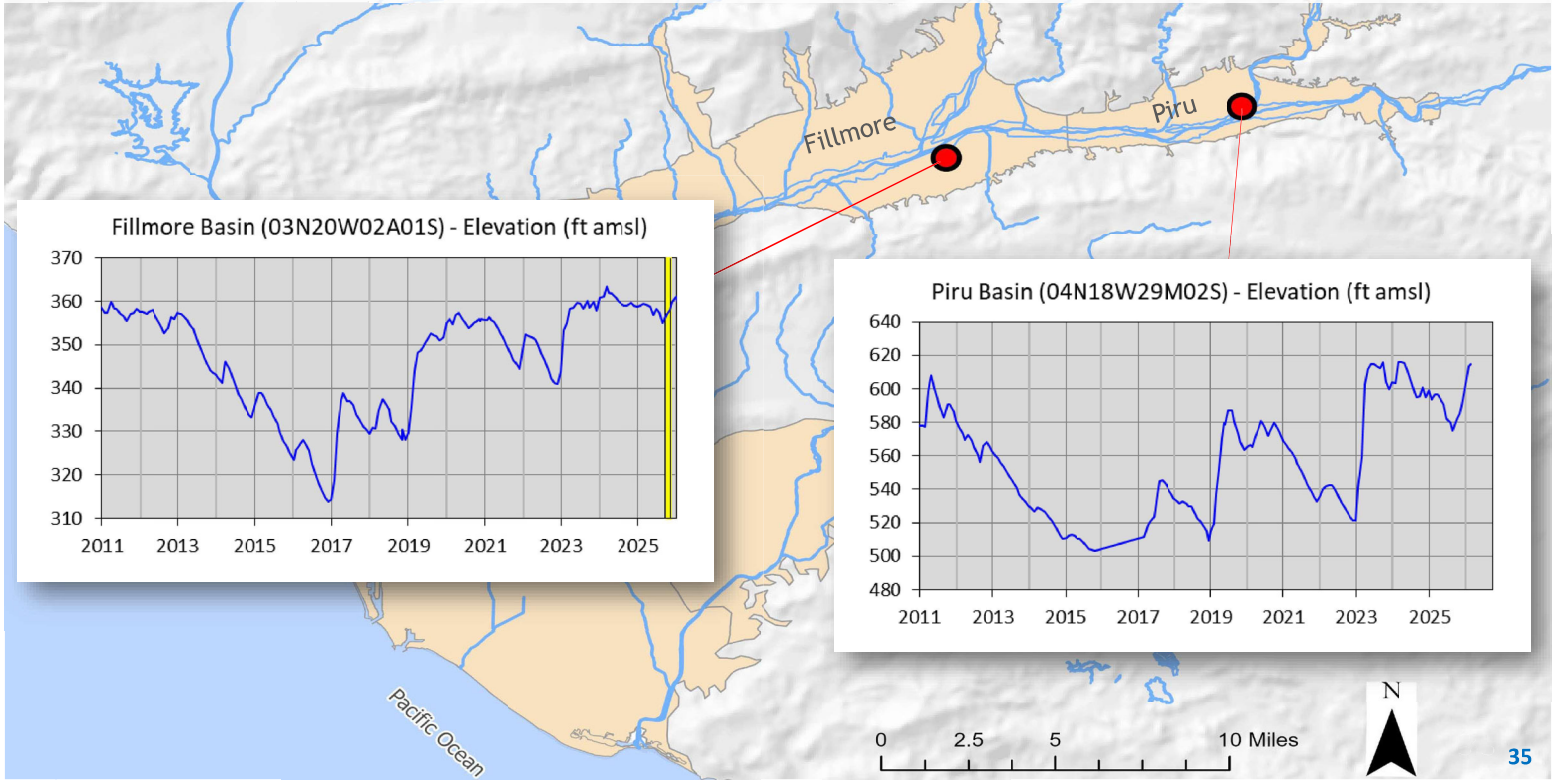 Fillmore
Piru
Fillmore Basin (03N20W02A01S) - Elevation (ft amsl)
370
360
350
340
330
320
310
2011 2013 2015 2017 2019 2021 2023 2025
Piru Basin (04N18W29M02S) - Elevation (ft amsl)
640
620
600
580
560
540
520
500
480
2011 2013 2015 2017 2019 2021 2023 2025
Pacific Ocean
0 2.5 5 10 Miles
N
35